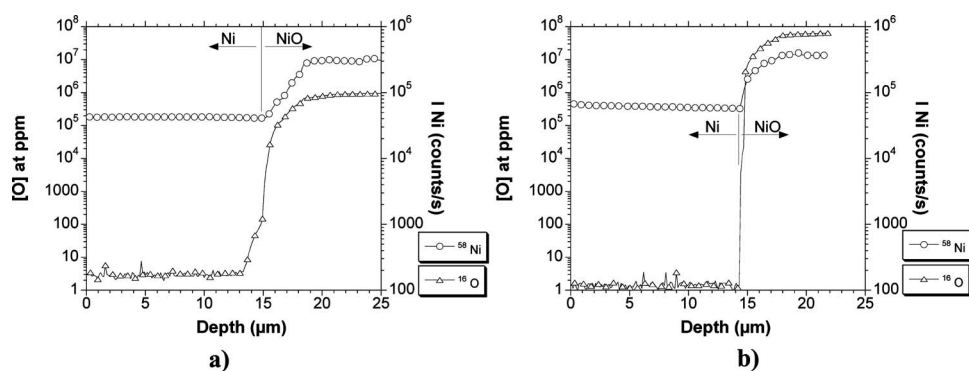 10⁸
10⁷
10⁶
10⁵
10⁴
1000
100
10
1
[O] at ppm
Ni
NiO
10⁶
10⁵
10⁴
1000
100
I Ni (counts/s)
⁵⁸ Ni
¹⁶ O
0 5 10 15 20 25
Depth (µm)
a)
10⁸
10⁷
10⁶
10⁵
10⁴
1000
100
10
1
[O] at ppm
Ni
NiO
10⁶
10⁵
10⁴
1000
100
I Ni (counts/s)
⁵⁸ Ni
¹⁶ O
0 5 10 15 20 25
Depth (µm)
b)